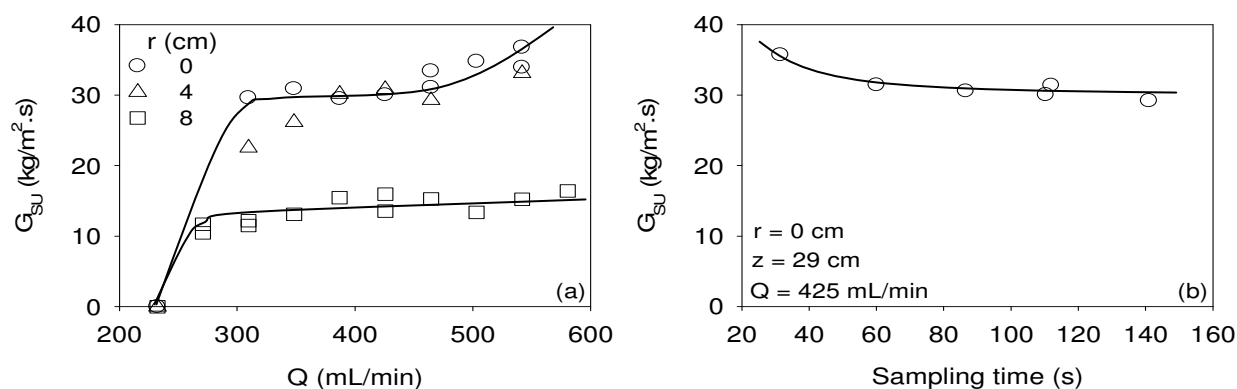 r (cm)
0
4
8
40
30
20
10
0
G_SU (kg/m².s)
200 300 400 500 600
Q (mL/min)
(a)
40
30
20
10
0
G_SU (kg/m².s)
r = 0 cm
z = 29 cm
Q = 425 mL/min
(b)
20 40 60 80 100 120 140 160
Sampling time (s)